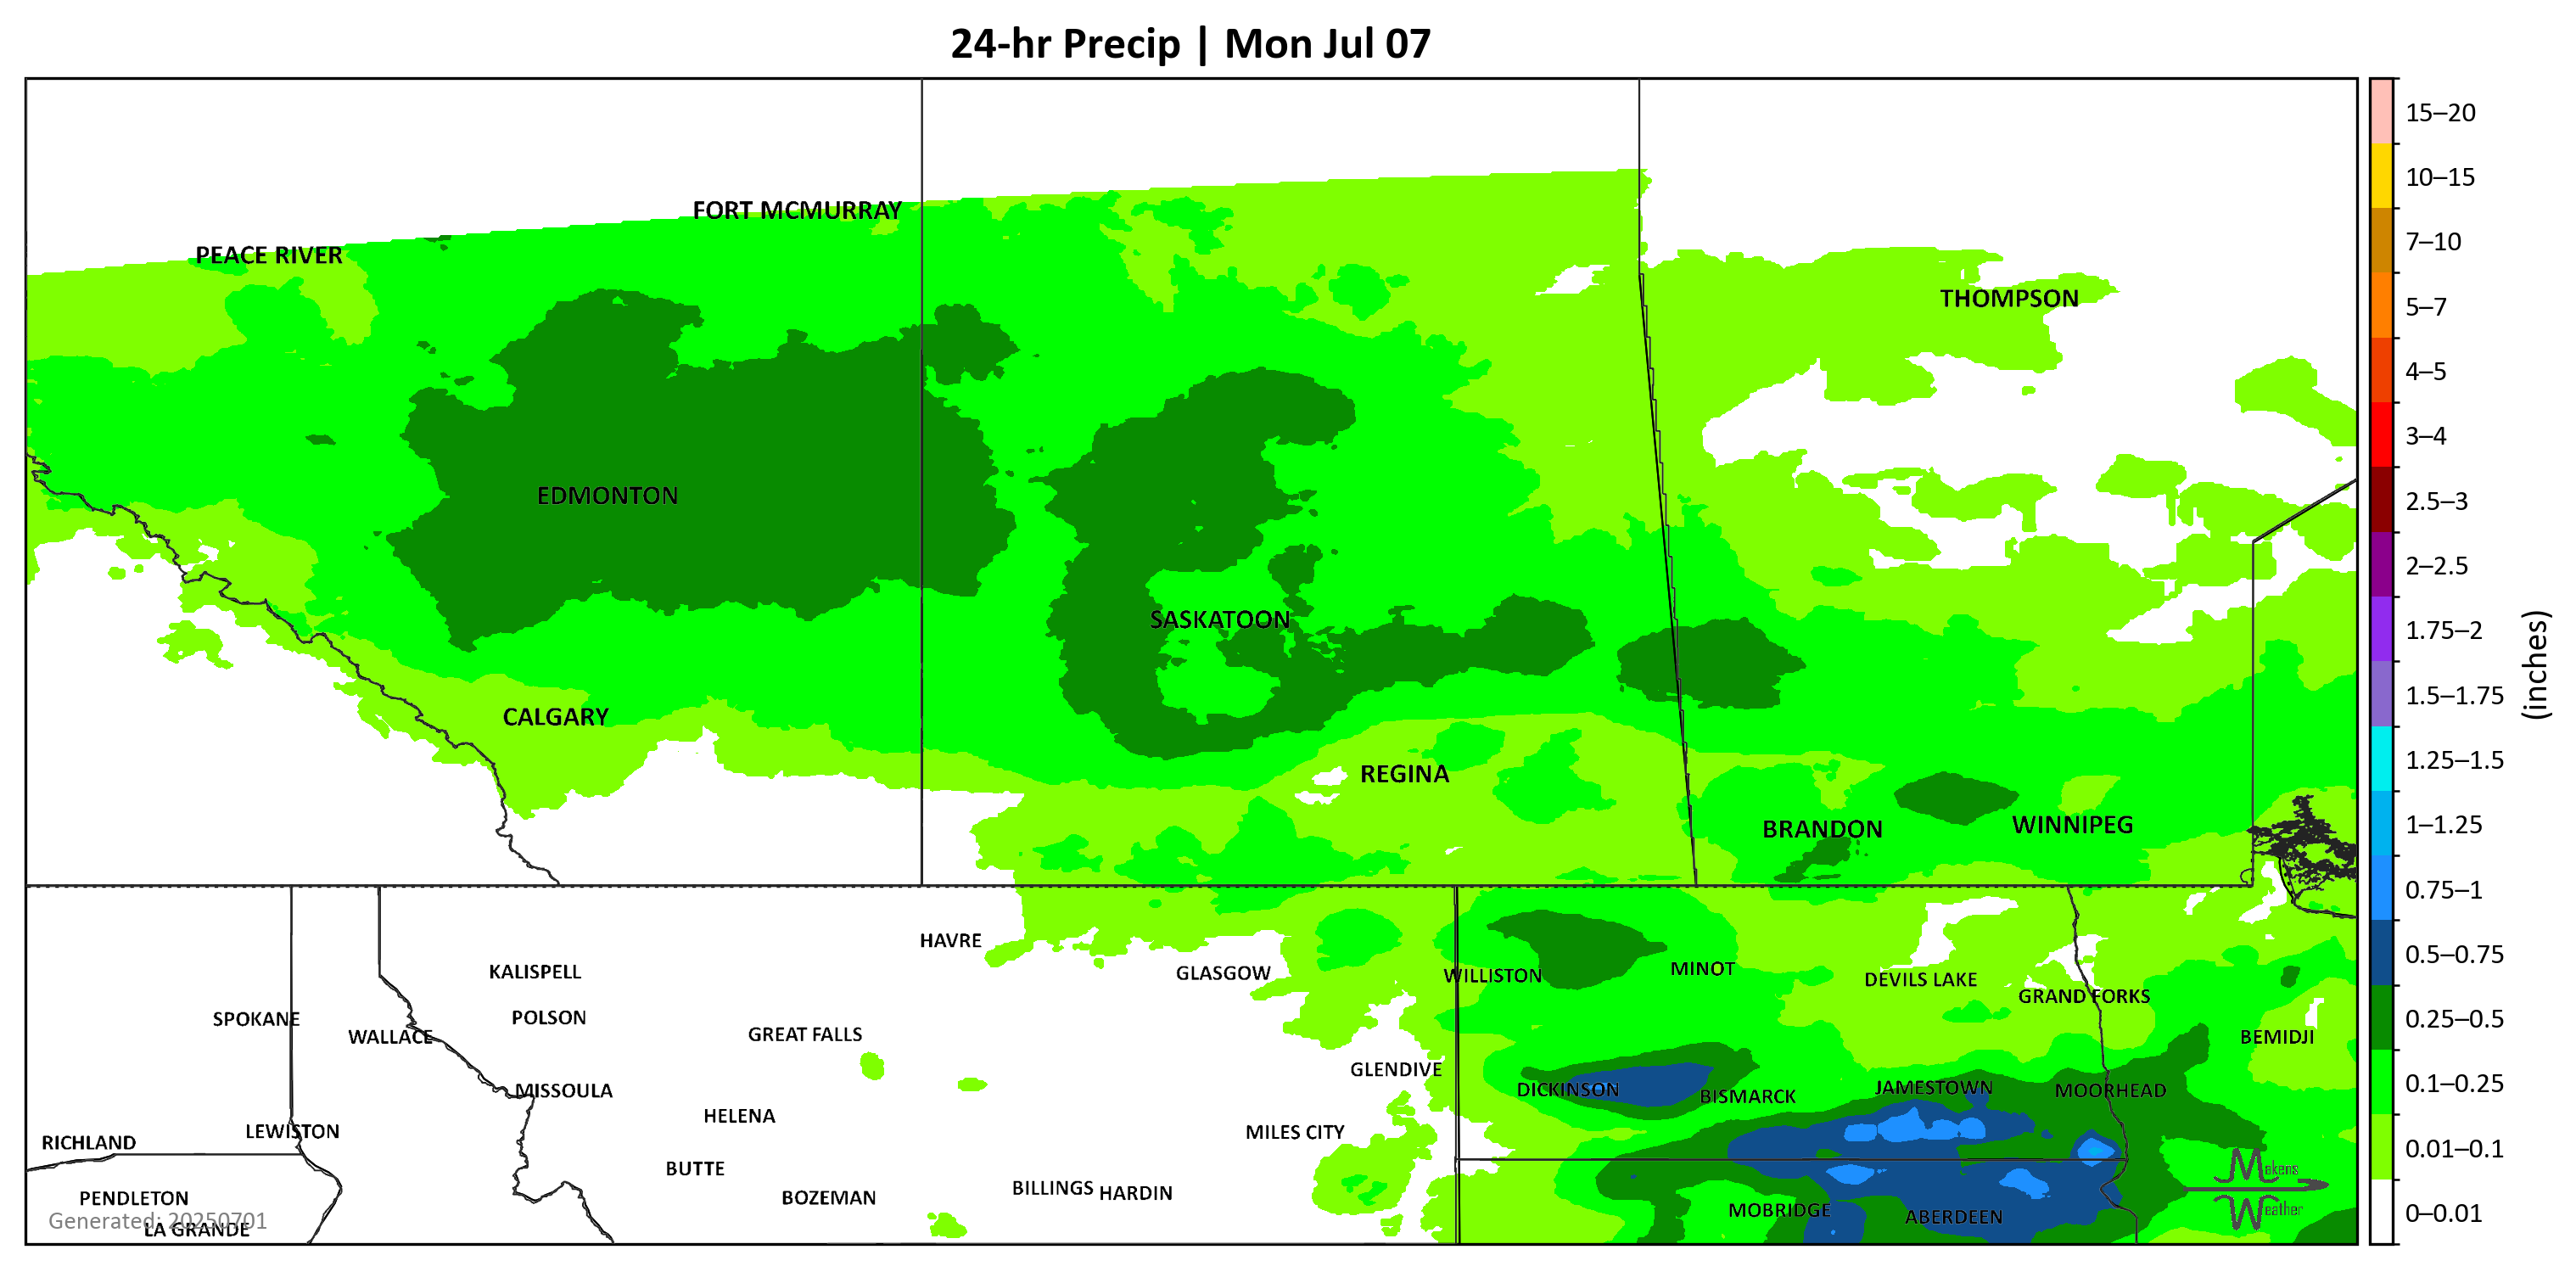 24-hr Precip | Mon Jul 07
15–20
10–15
7–10
5–7
4–5
3–4
2.5–3
2–2.5
1.75–2
1.5–1.75
1.25–1.5
1–1.25
0.75–1
0.5–0.75
0.25–0.5
0.1–0.25
0.01–0.1
0–0.01
(inches)
FORT MCMURRAY
PEACE RIVER
THOMPSON
EDMONTON
SASKATOON
CALGARY
REGINA
BRANDON
WINNIPEG
HAVRE
KALISPELL
GLASGOW
WILLISTON
MINOT
DEVILS LAKE
GRAND FORKS
SPOKANE
POLSON
WALLACE
GREAT FALLS
BEMIDJI
GLENDIVE
MISSOULA
DICKINSON
BISMARCK
JAMESTOWN
MOORHEAD
HELENA
RICHLAND
LEWISTON
MILES CITY
BUTTE
Makens
Weather
PENDLETON
BOZEMAN
BILLINGS
HARDIN
MOBRIDGE
ABERDEEN
Generated: 20250701
LA GRANDE